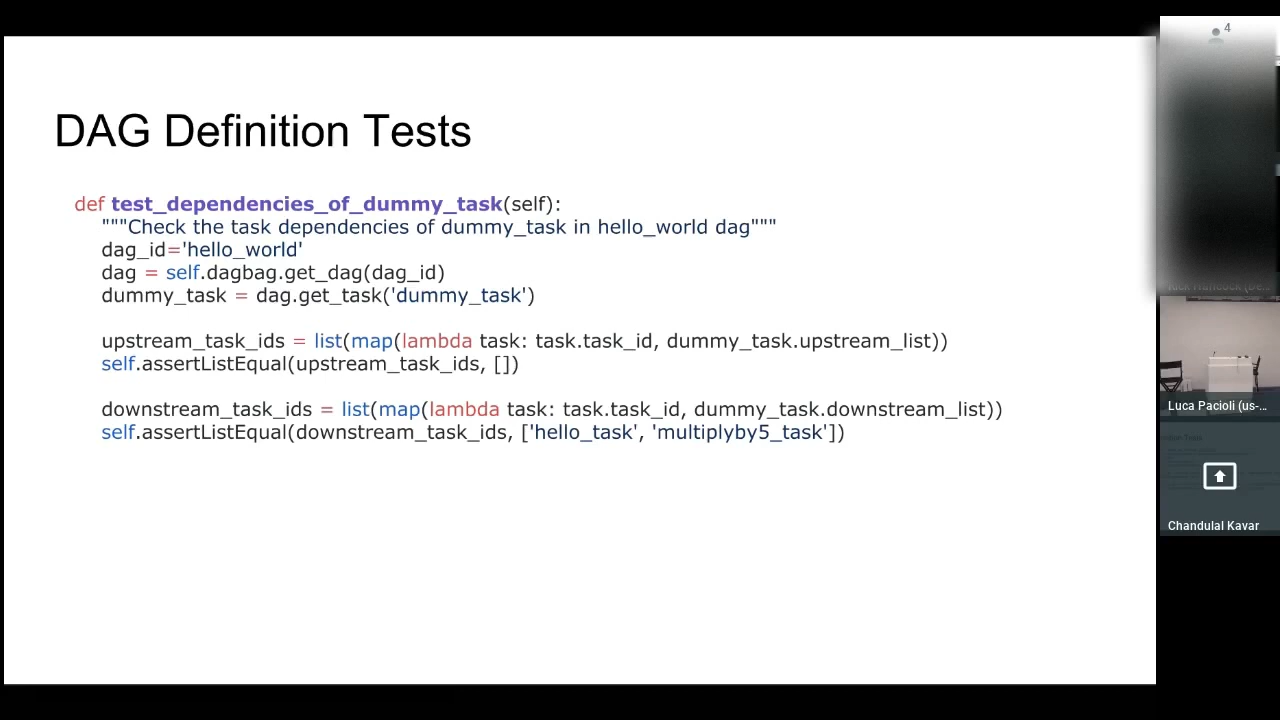 DAG Definition Tests
def test_dependencies_of_dummy_task(self):
"""Check the task dependencies of dummy_task in hello_world dag"""
dag_id='hello_world'
dag = self.dagbag.get_dag(dag_id)
dummy_task = dag.get_task('dummy_task')
upstream_task_ids = list(map(lambda task: task.task_id, dummy_task.upstream_list))
self.assertListEqual(upstream_task_ids, [])
downstream_task_ids = list(map(lambda task: task.task_id, dummy_task.downstream_list))
self.assertListEqual(downstream_task_ids, ['hello_task', 'multiplyby5_task'])
4
Luca Pacioli (us-...
Chandulal Kavar